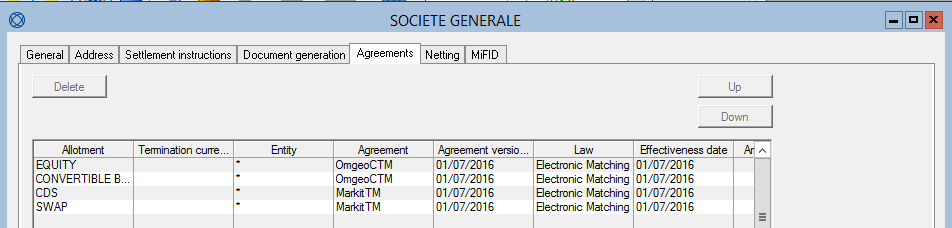 SOCIETE GENERALE
General Address Settlement instructions Document generation Agreements Netting MiFID
Delete Up
Down
Allotment Termination curre... Entity Agreement Agreement versio... Law Effectiveness date
EQUITY * OmgeoCTM 01/07/2016 Electronic Matching 01/07/2016
CONVERTIBLE B... * OmgeoCTM 01/07/2016 Electronic Matching 01/07/2016
CDS * MarkitTM 01/07/2016 Electronic Matching 01/07/2016
SWAP * MarkitTM 01/07/2016 Electronic Matching 01/07/2016